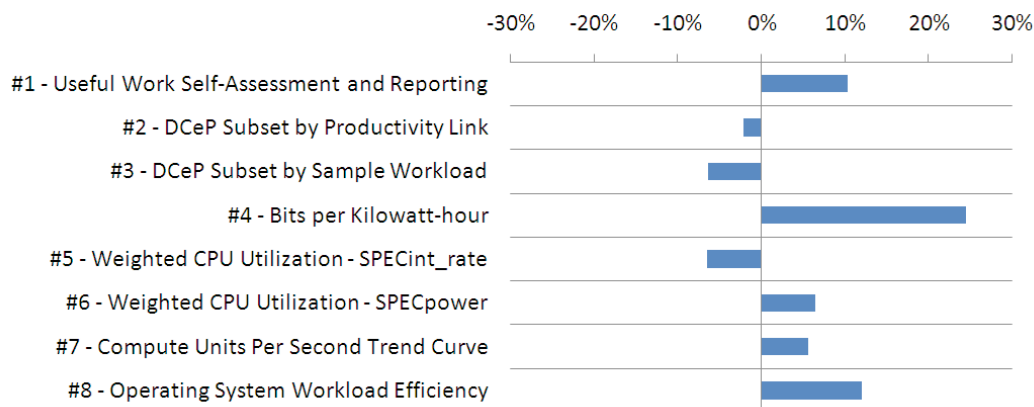 -30% -20% -10% 0% 10% 20% 30%
#1 - Useful Work Self-Assessment and Reporting
#2 - DCeP Subset by Productivity Link
#3 - DCeP Subset by Sample Workload
#4 - Bits per Kilowatt-hour
#5 - Weighted CPU Utilization - SPECint_rate
#6 - Weighted CPU Utilization - SPECpower
#7 - Compute Units Per Second Trend Curve
#8 - Operating System Workload Efficiency